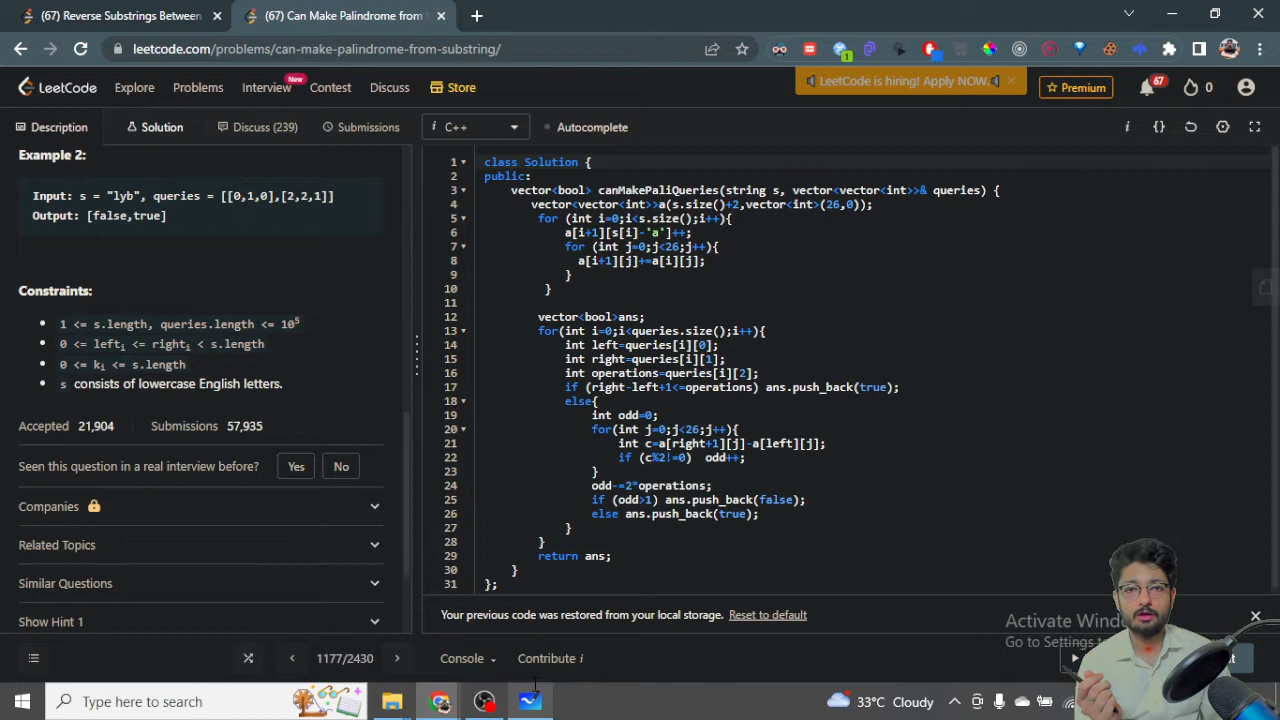 (67) Reverse Substrings Between
(67) Can Make Palindrome from
leetcode.com/problems/can-make-palindrome-from-substring/
1
LeetCode
Explore
Problems
Interview
New
Contest
Discuss
Store
LeetCode is hiring! Apply NOW.
Premium
67
0
Description
Solution
Discuss (239)
Submissions
i C++
Autocomplete
Example 2:
Input: s = "lyb", queries = [[0,1,0],[2,2,1]]
Output: [false,true]
Constraints:
1 <= s.length, queries.length <= 10^5
0 <= left_i <= right_i < s.length
0 <= k_i <= s.length
s consists of lowercase English letters.
Accepted 21,904
Submissions 57,935
Seen this question in a real interview before?
Yes
No
Companies
Related Topics
Similar Questions
Show Hint 1
1 class Solution {
2 public:
3 vector<bool> canMakePaliQueries(string s, vector<vector<int>>& queries) {
4 vector<vector<int>>a(s.size()+2,vector<int>(26,0));
5 for (int i=0;i<s.size();i++){
6 a[i+1][s[i]-'a']++;
7 for (int j=0;j<26;j++){
8 a[i+1][j]+=a[i][j];
9 }
10 }
11
12 vector<bool>ans;
13 for(int i=0;i<queries.size();i++){
14 int left=queries[i][0];
15 int right=queries[i][1];
16 int operations=queries[i][2];
17 if (right-left+1<=operations) ans.push_back(true);
18 else{
19 int odd=0;
20 for(int j=0;j<26;j++){
21 int c=a[right+1][j]-a[left][j];
22 if (c%2!=0) odd++;
23 }
24 odd-=2*operations;
25 if (odd>1) ans.push_back(false);
26 else ans.push_back(true);
27 }
28 }
29 return ans;
30 }
31 };
Your previous code was restored from your local storage. Reset to default
Activate Wind
Go to Settings t
1177/2430
Console
Contribute i
Type here to search
33°C Cloudy